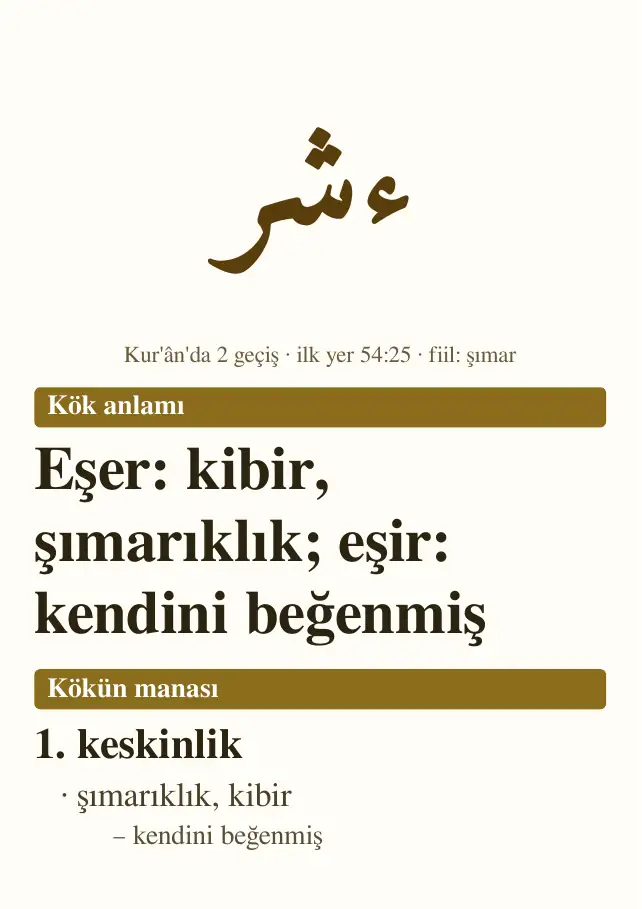 ءشر
Kur'ân'da 2 geçiş · ilk yer 54:25 · fiil: şımar
Kök anlamı
Eşer: kibir,
şımarıklık; eşir:
kendini beğenmiş
Kökün manası
1. keskinlik
· şımarıklık, kibir
– kendini beğenmiş